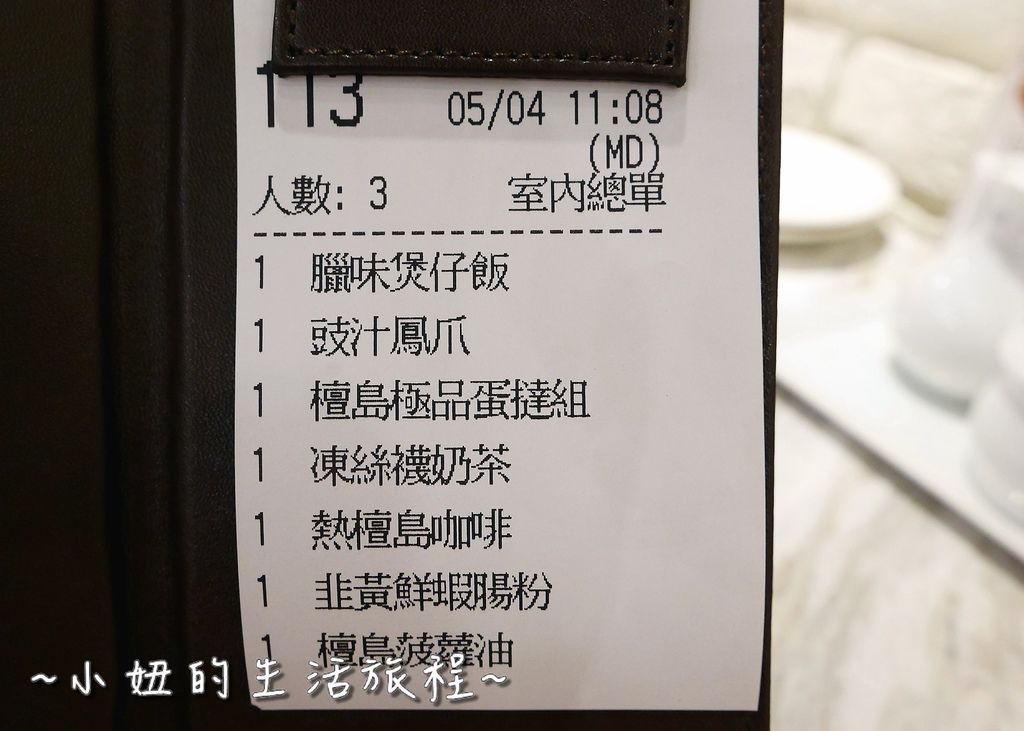 113 05/04 11:08
(MD)
人數: 3 室內總單
1 臘味煲仔飯
1 豉汁鳳爪
1 檀島極品蛋撻組
1 凍絲襪奶茶
1 熱檀島咖啡
1 韭黃鮮蝦腸粉
1 檀島菠蘿油
~小妞的生活旅程~